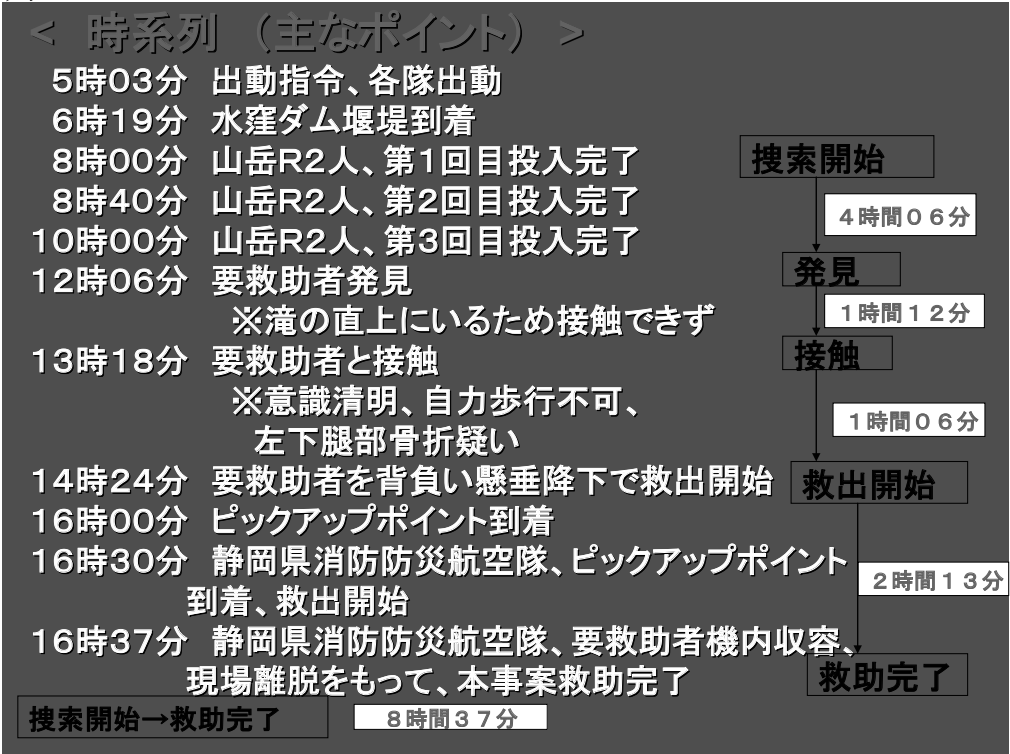 < 時系列 (主なポイント) >
5時03分 出動指令、各隊出動
6時19分 水窪ダム堰堤到着
8時00分 山岳R2人、第1回目投入完了
8時40分 山岳R2人、第2回目投入完了
10時00分 山岳R2人、第3回目投入完了
12時06分 要救助者発見
※滝の直上にいるため接触できず
13時18分 要救助者と接触
※意識清明、自力歩行不可、
左下腿部骨折疑い
14時24分 要救助者を背負い懸垂降下で救出開始
16時00分 ピックアップポイント到着
16時30分 静岡県消防防災航空隊、ピックアップポイント
到着、救出開始
16時37分 静岡県消防防災航空隊、要救助者機内収容、
現場離脱をもって、本事案救助完了
捜索開始→救助完了
8時間37分
捜索開始
4時間06分
発見
1時間12分
接触
1時間06分
救出開始
2時間13分
救助完了